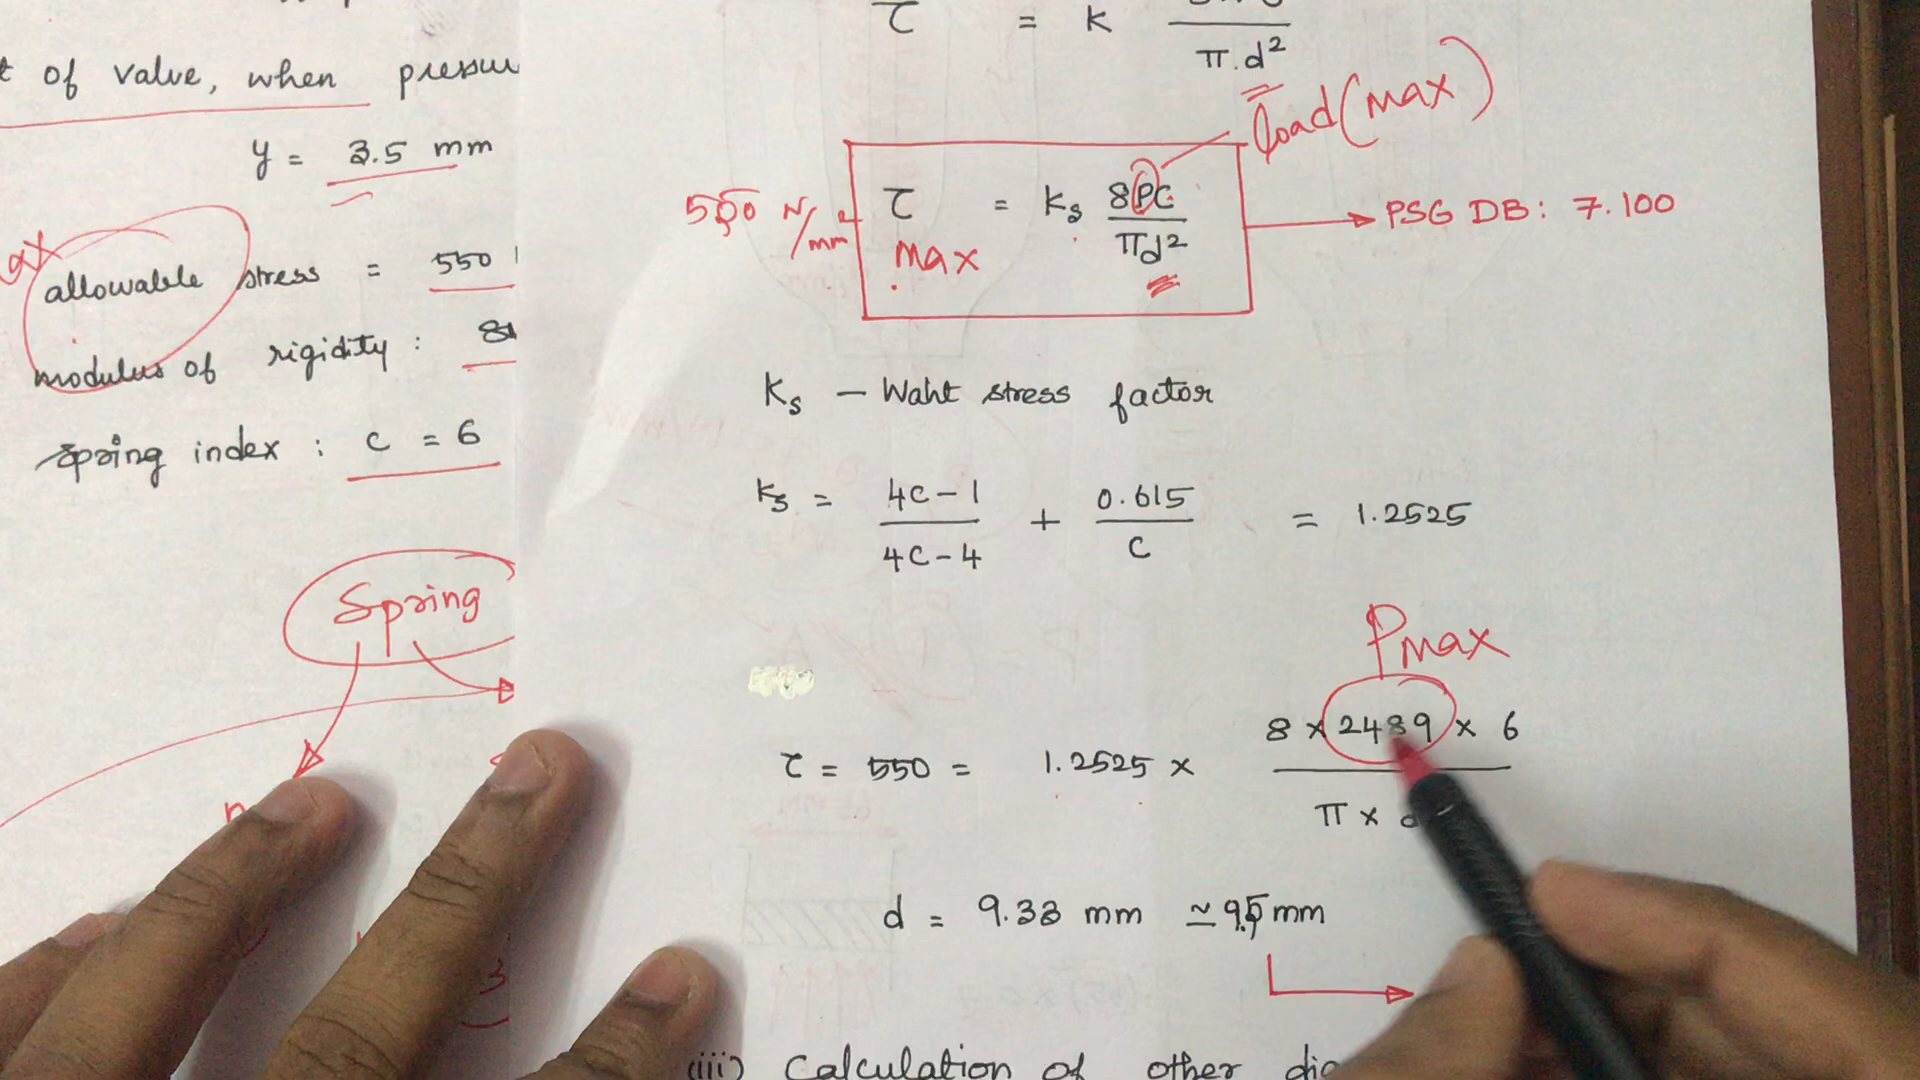 of valve, when
y = 3.5 mm
allowable stress = 550
modulus of rigidity :
spring index : c = 6
Spring
τ = K
π.d²
load (max)
550 N/mm²
τ max = Ks 8PC / πd²
PSG DB: 7.100
Ks – Waht stress factor
Ks = 4C-1 / 4C-4 + 0.615 / C = 1.2525
Pmax
τ = 550 = 1.2525 × 8 × 2489 × 6 / π ×
d = 9.33 mm ≃ 9.5 mm
(iii) Calculation of other